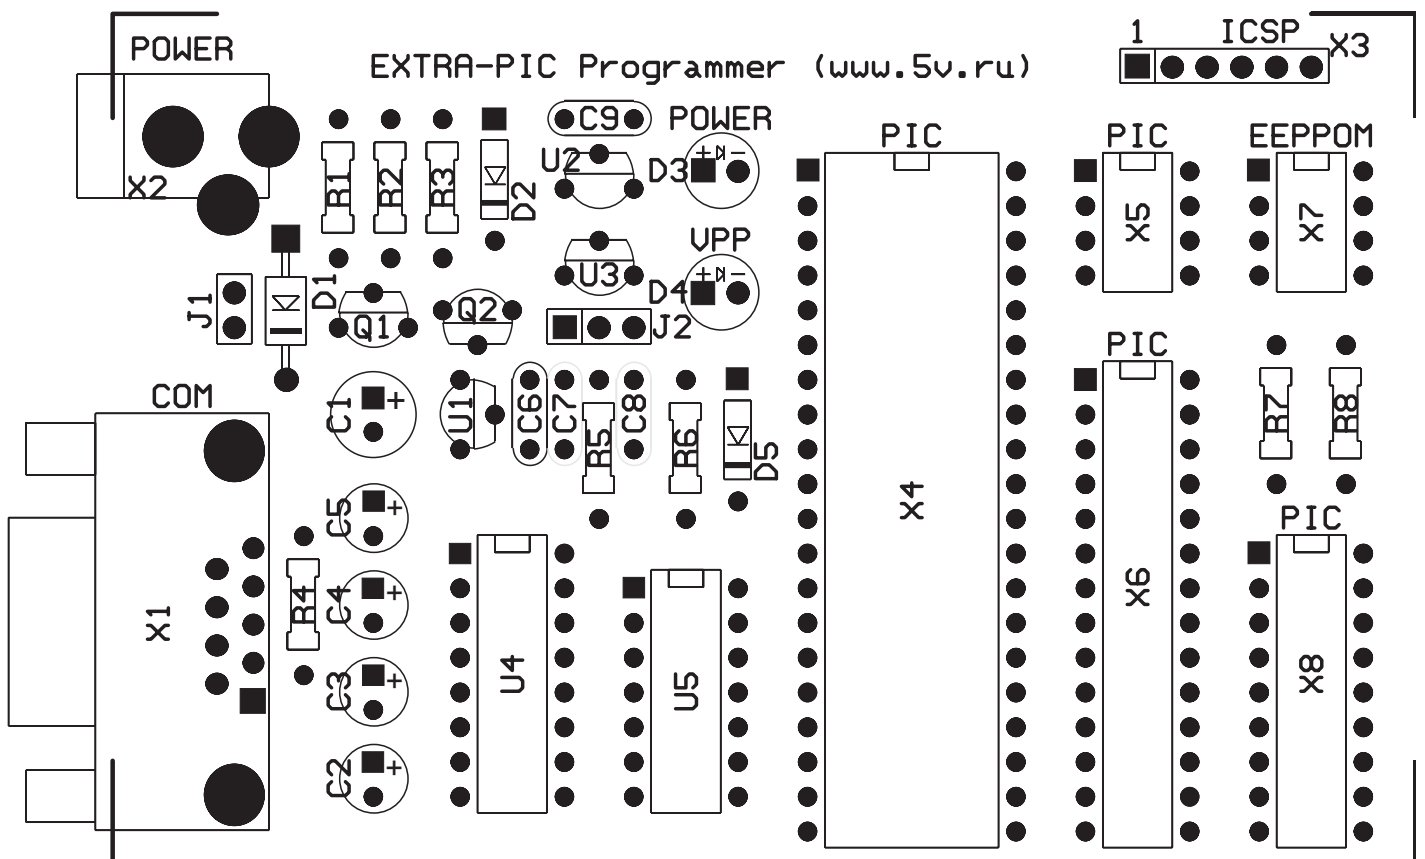 POWER
EXTRA-PIC Programmer (www.5v.ru)
1
ICSP
X3
C9
POWER
PIC
PIC
EEPPOM
U2
+ -
D3
X2
R1
R2
R3
D2
X5
X7
VPP
+ -
D4
U3
J1
D1
Q1
Q2
J2
PIC
COM
C1
+
U1
C6
C7
C8
R5
R6
D5
R7
R8
X4
C5
+
PIC
X1
R4
C4
+
X6
U4
U5
X8
C3
+
C2
+